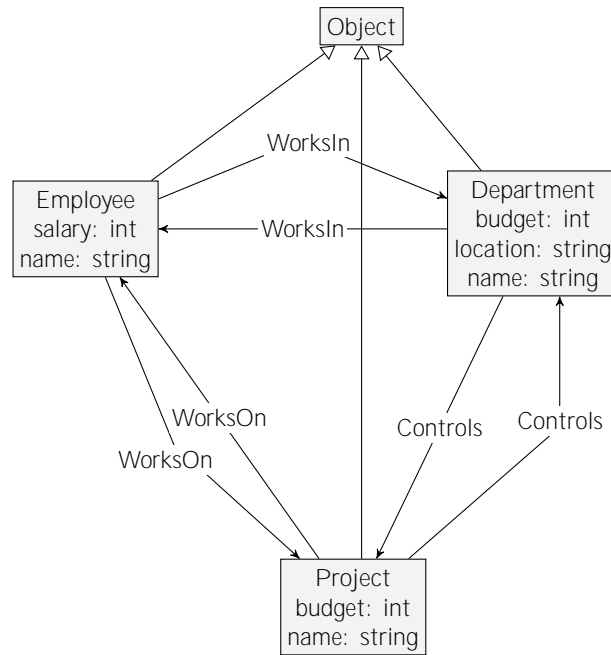 Object
WorksIn
Employee
salary: int
name: string
WorksIn
Department
budget: int
location: string
name: string
WorksOn
WorksOn
Controls
Controls
Project
budget: int
name: string